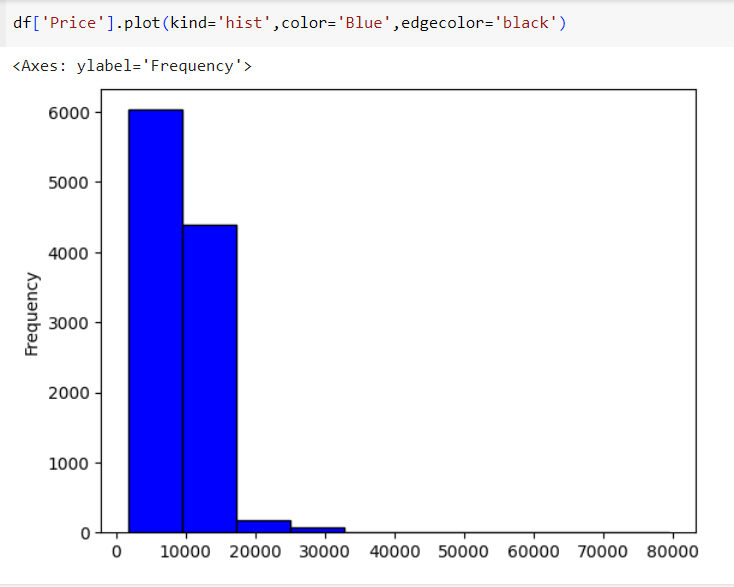 df['Price'].plot(kind='hist',color='Blue',edgecolor='black')
<Axes: ylabel='Frequency'>
6000
5000
4000
3000
2000
1000
0
Frequency
0 10000 20000 30000 40000 50000 60000 70000 80000